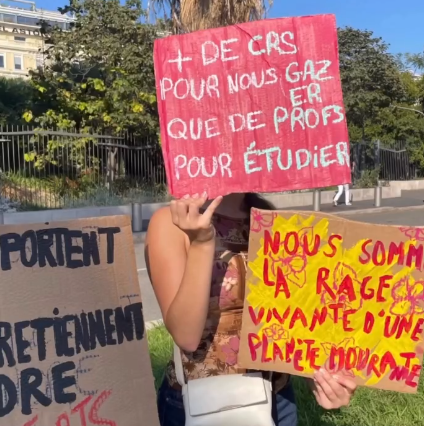 + DE CRS
POUR NOUS GAZ
ER
QUE DE PROFS
POUR ÉTUDIER
PORTENT
RETIENNENT
DRE
NOUS SOMM
LA RAGE
VIVANTE D'UNE
PLANÈTE MOURANTE